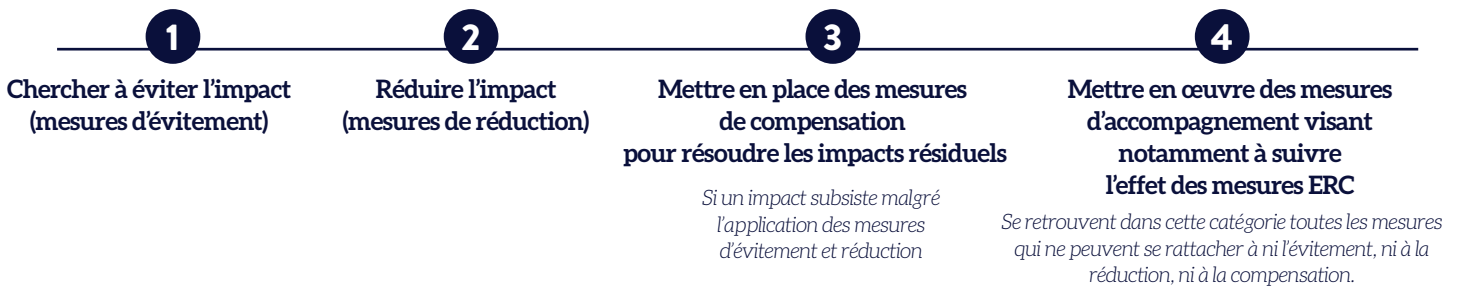 1
Chercher à éviter l'impact
(mesures d'évitement)
2
Réduire l'impact
(mesures de réduction)
3
Mettre en place des mesures
de compensation
pour résoudre les impacts résiduels
Si un impact subsiste malgré
l'application des mesures
d'évitement et réduction
4
Mettre en œuvre des mesures
d'accompagnement visant
notamment à suivre
l'effet des mesures ERC
Se retrouvent dans cette catégorie toutes les mesures
qui ne peuvent se rattacher à ni l'évitement, ni à la
réduction, ni à la compensation.